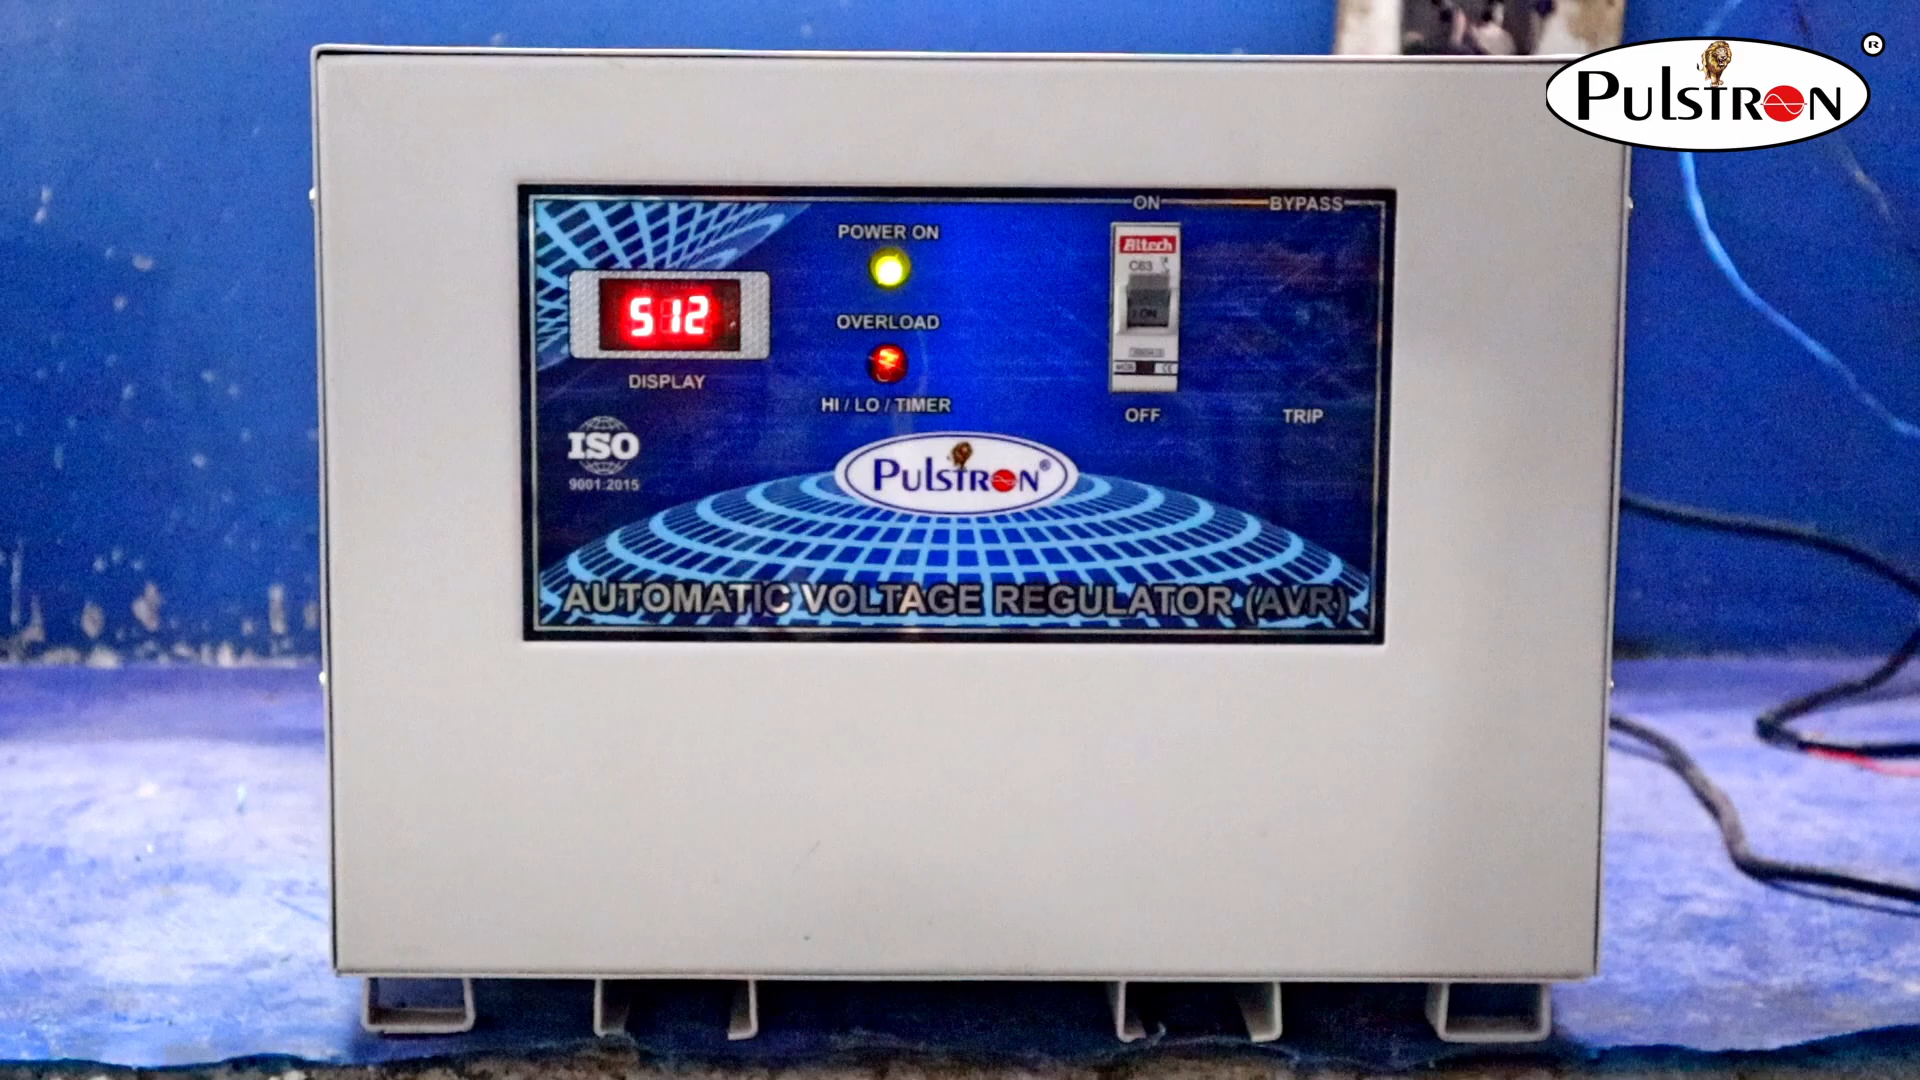 PULSTRON ®
ON
BYPASS
POWER ON
Altech
C63
512
I ON
OVERLOAD
DISPLAY
HI / LO / TIMER
OFF
TRIP
ISO
9001:2015
PULSTRON®
AUTOMATIC VOLTAGE REGULATOR (AVR)